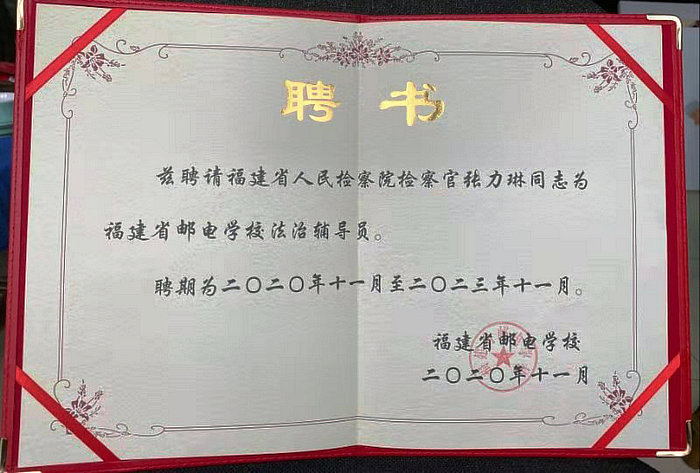 聘书
兹聘请福建省人民检察院检察官张力琳同志为
福建省邮电学校法治辅导员。
聘期为二〇二〇年十一月至二〇二三年十一月。
福建省邮电学校
二〇二〇年十一月